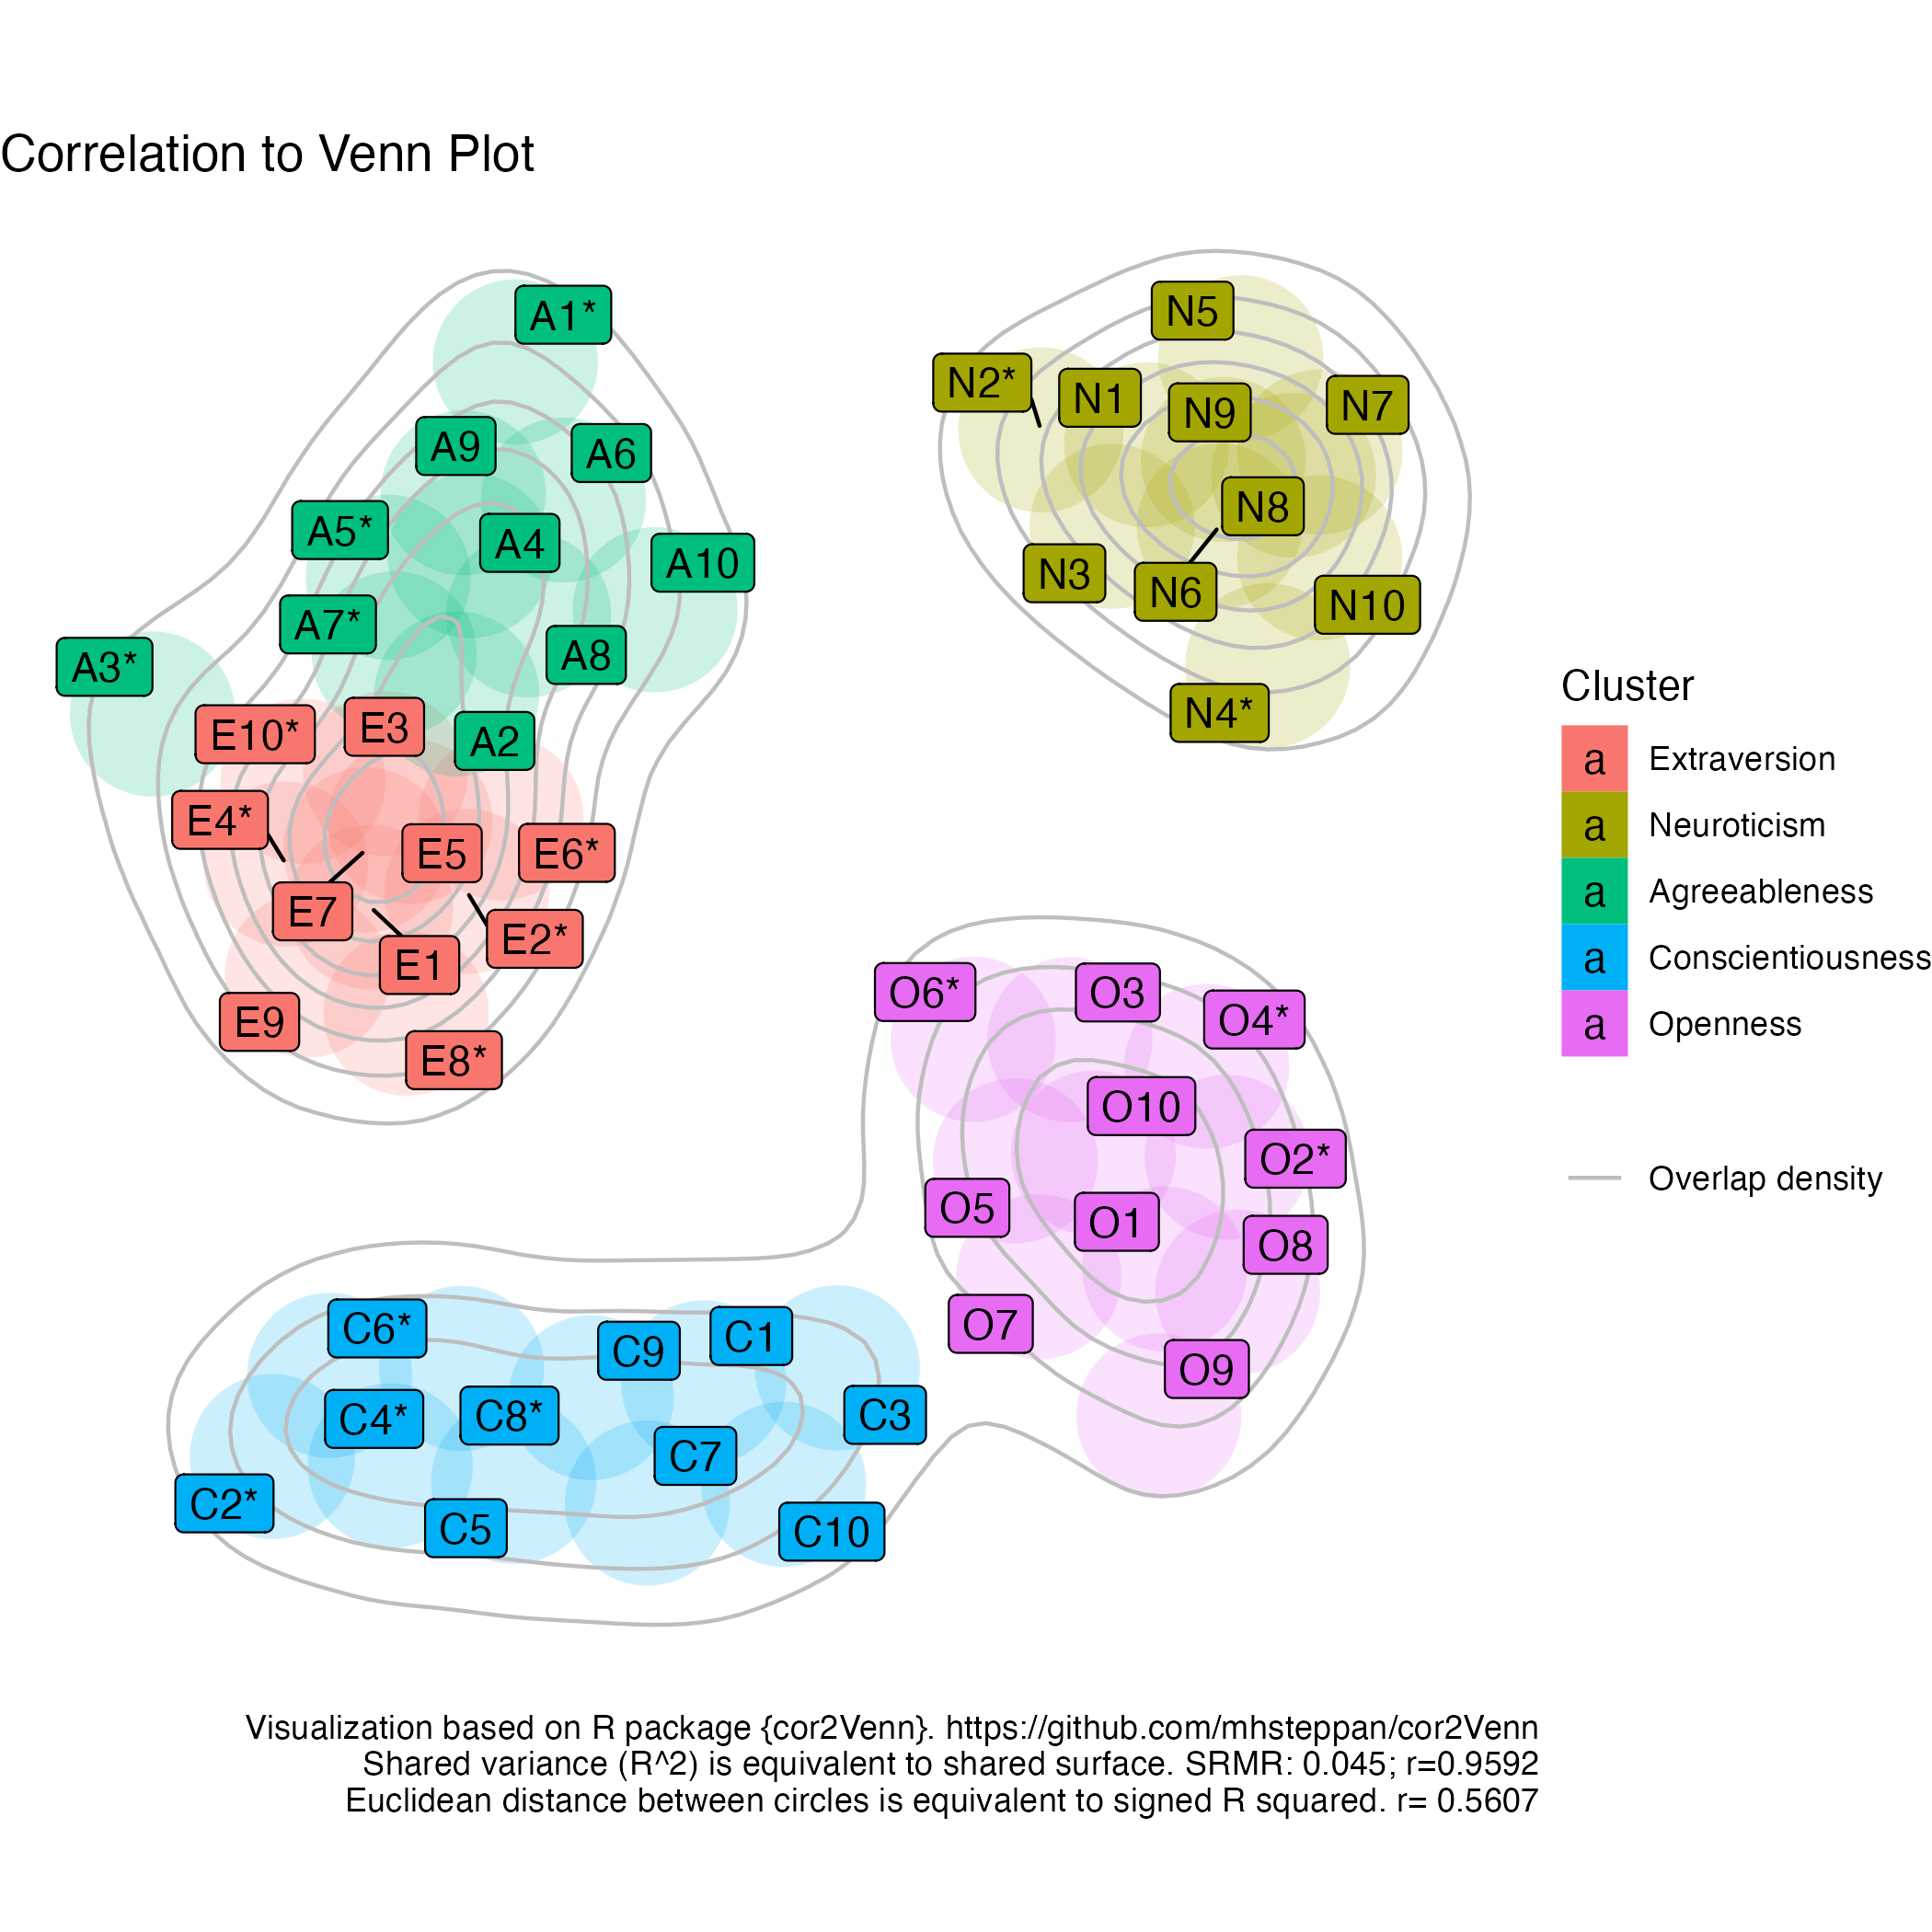 Correlation to Venn Plot
A1*
A9
A6
A5*
A4
A10
A7*
A8
A3*
A2
E10*
E3
E4*
E5
E6*
E7
E2*
E1
E9
E8*
N5
N2*
N1
N9
N7
N8
N3
N6
N10
N4*
O6*
O3
O4*
O10
O2*
O5
O1
O8
O7
O9
C6*
C9
C1
C4*
C8*
C3
C7
C2*
C5
C10
Cluster
a Extraversion
a Neuroticism
a Agreeableness
a Conscientiousness
a Openness
Overlap density
Visualization based on R package {cor2Venn}. https://github.com/mhsteppan/cor2Venn
Shared variance (R^2) is equivalent to shared surface. SRMR: 0.045; r=0.9592
Euclidean distance between circles is equivalent to signed R squared. r= 0.5607